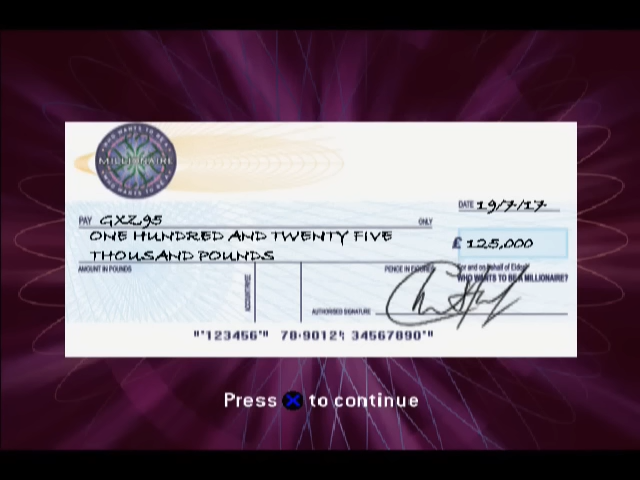 WHO WANTS TO BE A
MILLIONAIRE
DATE 19/7/17
PAY GXZ95 ONLY
ONE HUNDRED AND TWENTY FIVE
£ 125,000
THOUSAND POUNDS
AMOUNT IN POUNDS
PENCE IN FIGURES
for and on behalf of Eidos
WHO WANTS TO BE A MILLIONAIRE?
AUTHORISED SIGNATURE
"'123456'" 78-9012 34567890'"
Press X to continue